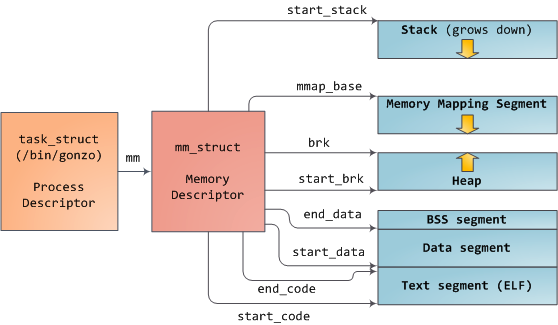 start_stack
Stack (grows down)
mmap_base
Memory Mapping Segment
task_struct
(/bin/gonzo)
Process
Descriptor
mm
mm_struct
Memory
Descriptor
brk
start_brk
Heap
end_data
BSS segment
start_data
Data segment
end_code
Text segment (ELF)
start_code